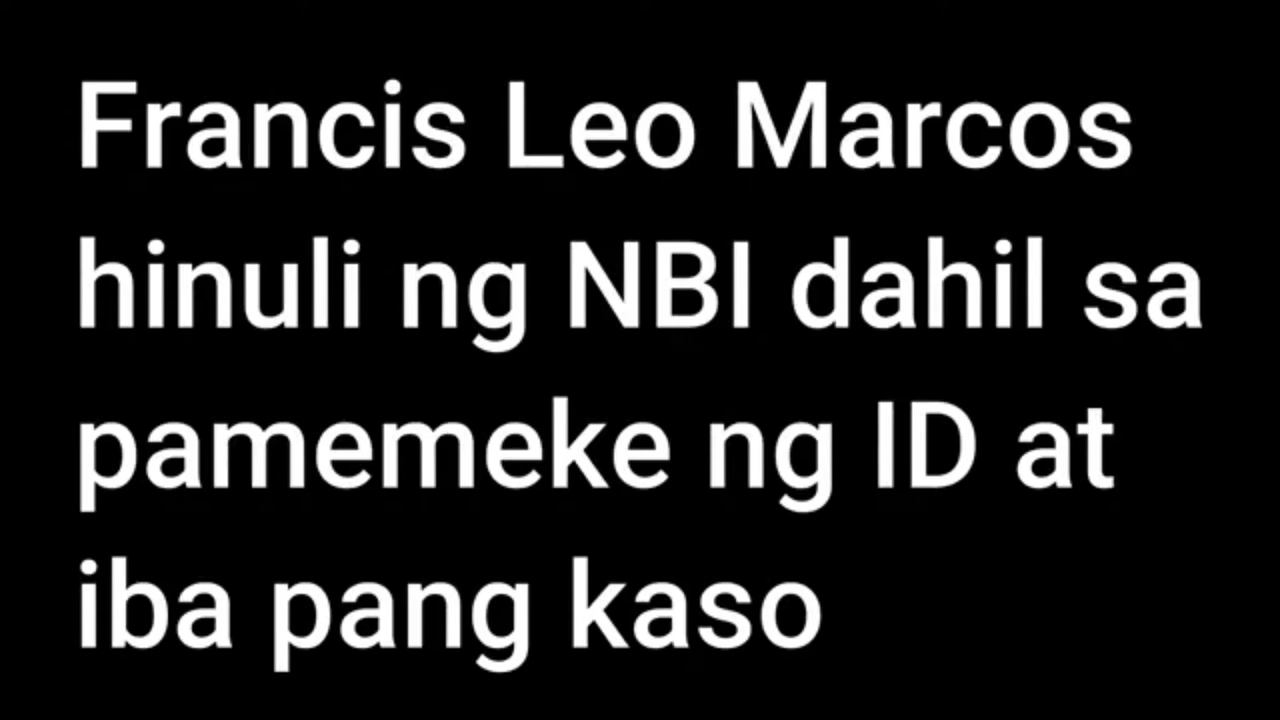 Francis Leo Marcos
hinuli ng NBI dahil sa
pamemeke ng ID at
iba pang kaso